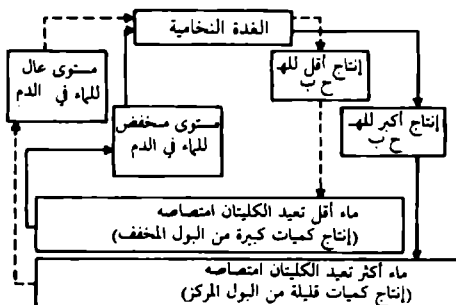 الغدة النخامية
مستوى عال
للماء في الدم
إنتاج أقل للهـ
ح ب
مستوى منخفض
للماء في الدم
إنتاج أكبر للهـ
ح ب
ماء أقل تعيد الكليتان امتصاصه
(إنتاج كميات كبيرة من البول المخفف)
ماء أكثر تعيد الكليتان امتصاصه
(إنتاج كميات قليلة من البول المركز)